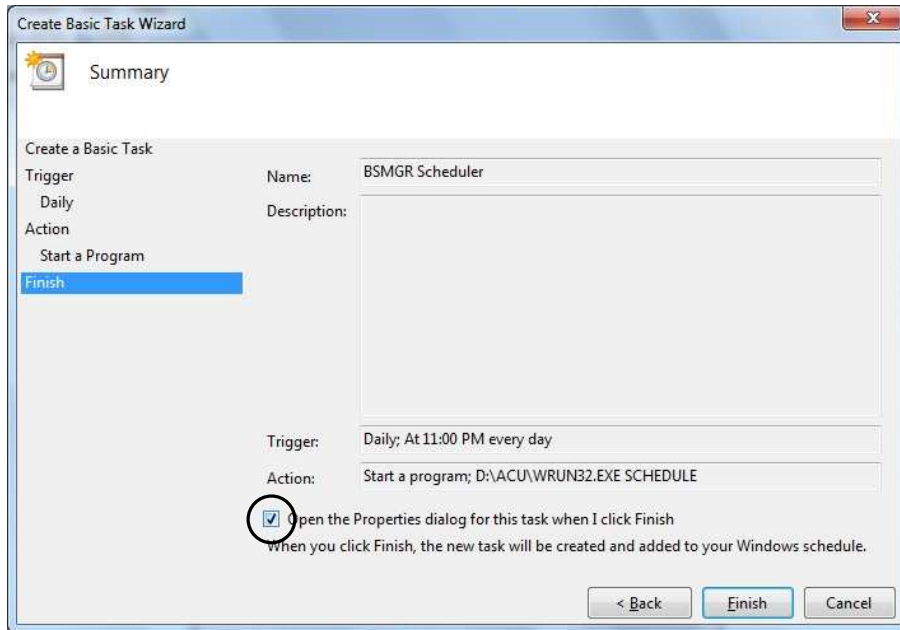 Create Basic Task Wizard
Summary
Create a Basic Task
Trigger
Daily
Action
Start a Program
Finish
Name: BSMGR Scheduler
Description:
Trigger: Daily; At 11:00 PM every day
Action: Start a program; D:\ACU\WRUN32.EXE SCHEDULE
Open the Properties dialog for this task when I click Finish
When you click Finish, the new task will be created and added to your Windows schedule.
< Back Finish Cancel